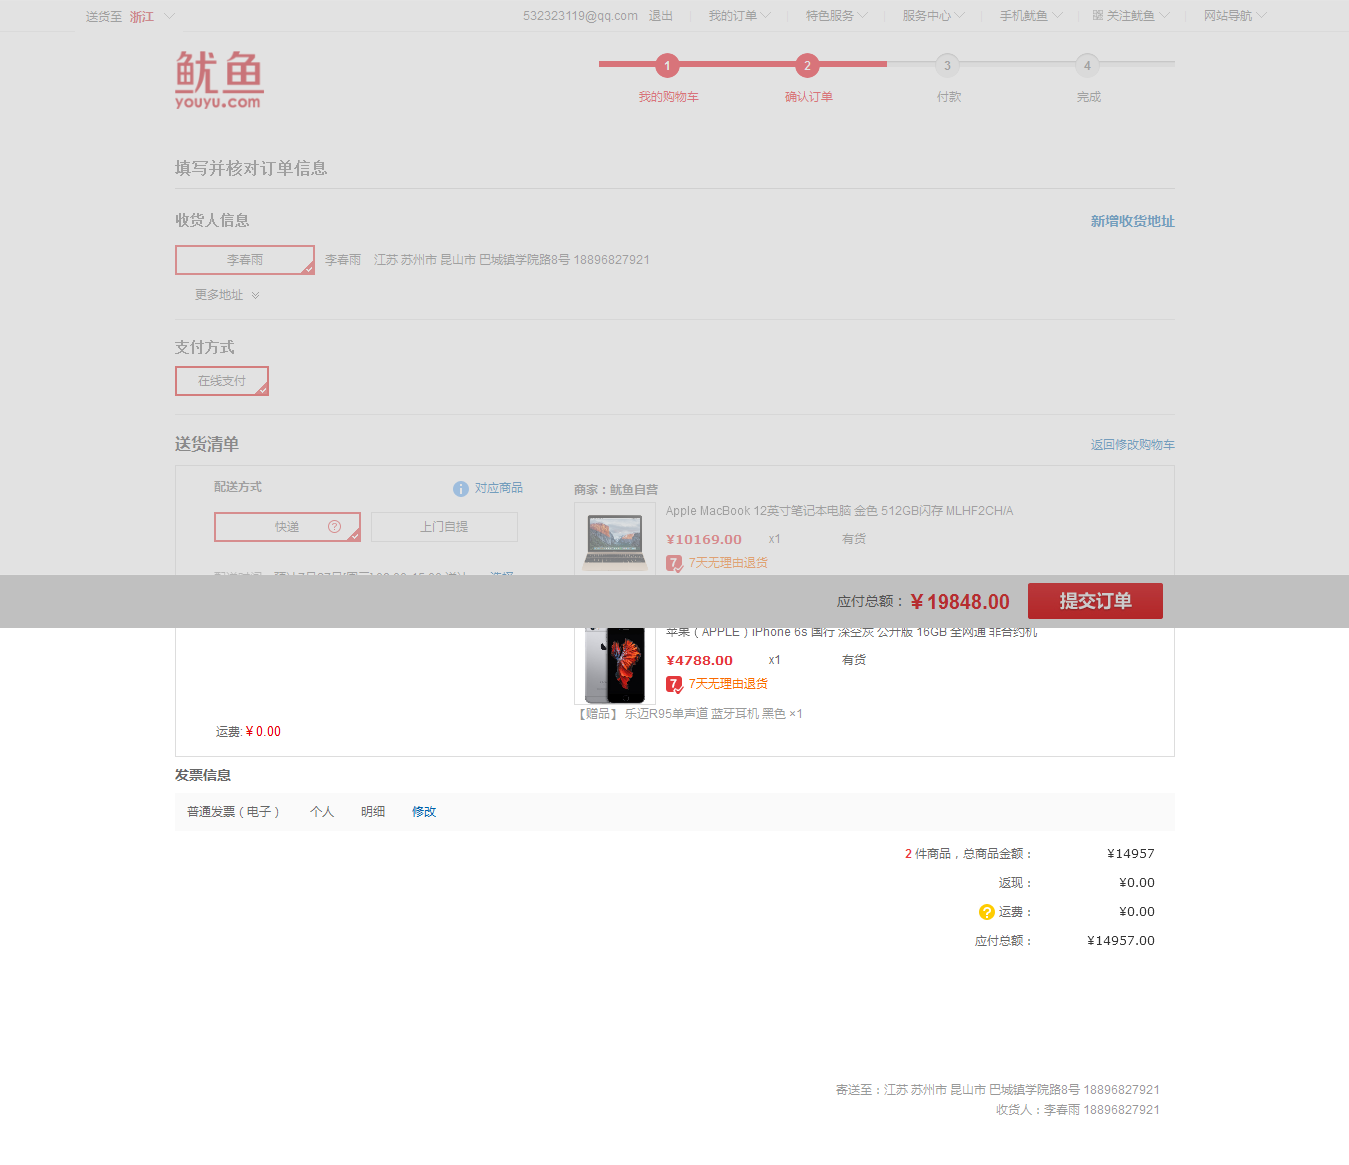 送货至 浙江
532323119@qq.com 退出 我的订单 特色服务 服务中心 手机鱿鱼 关注鱿鱼 网站导航
鱿鱼
youyu.com
1 2 3 4
我的购物车 确认订单 付款 完成
填写并核对订单信息
收货人信息 新增收货地址
李春雨 李春雨 江苏 苏州市 昆山市 巴城镇学院路8号 18896827921
更多地址
支付方式
在线支付
送货清单 返回修改购物车
配送方式 对应商品
商家：鱿鱼自营
快递 上门自提
Apple MacBook 12英寸笔记本电脑 金色 512GB闪存 MLHF2CH/A
¥10169.00 x1 有货
7天无理由退货
应付总额： ¥19848.00 提交订单
苹果（APPLE）iPhone 6s 国行 深空灰 公开版 16GB 全网通 非合约机
¥4788.00 x1 有货
7天无理由退货
【赠品】 乐迈R95单声道 蓝牙耳机 黑色 ×1
运费: ¥ 0.00
发票信息
普通发票（电子） 个人 明细 修改
2 件商品，总商品金额： ¥14957
返现： ¥0.00
运费： ¥0.00
应付总额： ¥14957.00
寄送至：江苏 苏州市 昆山市 巴城镇学院路8号 18896827921
收货人：李春雨 18896827921